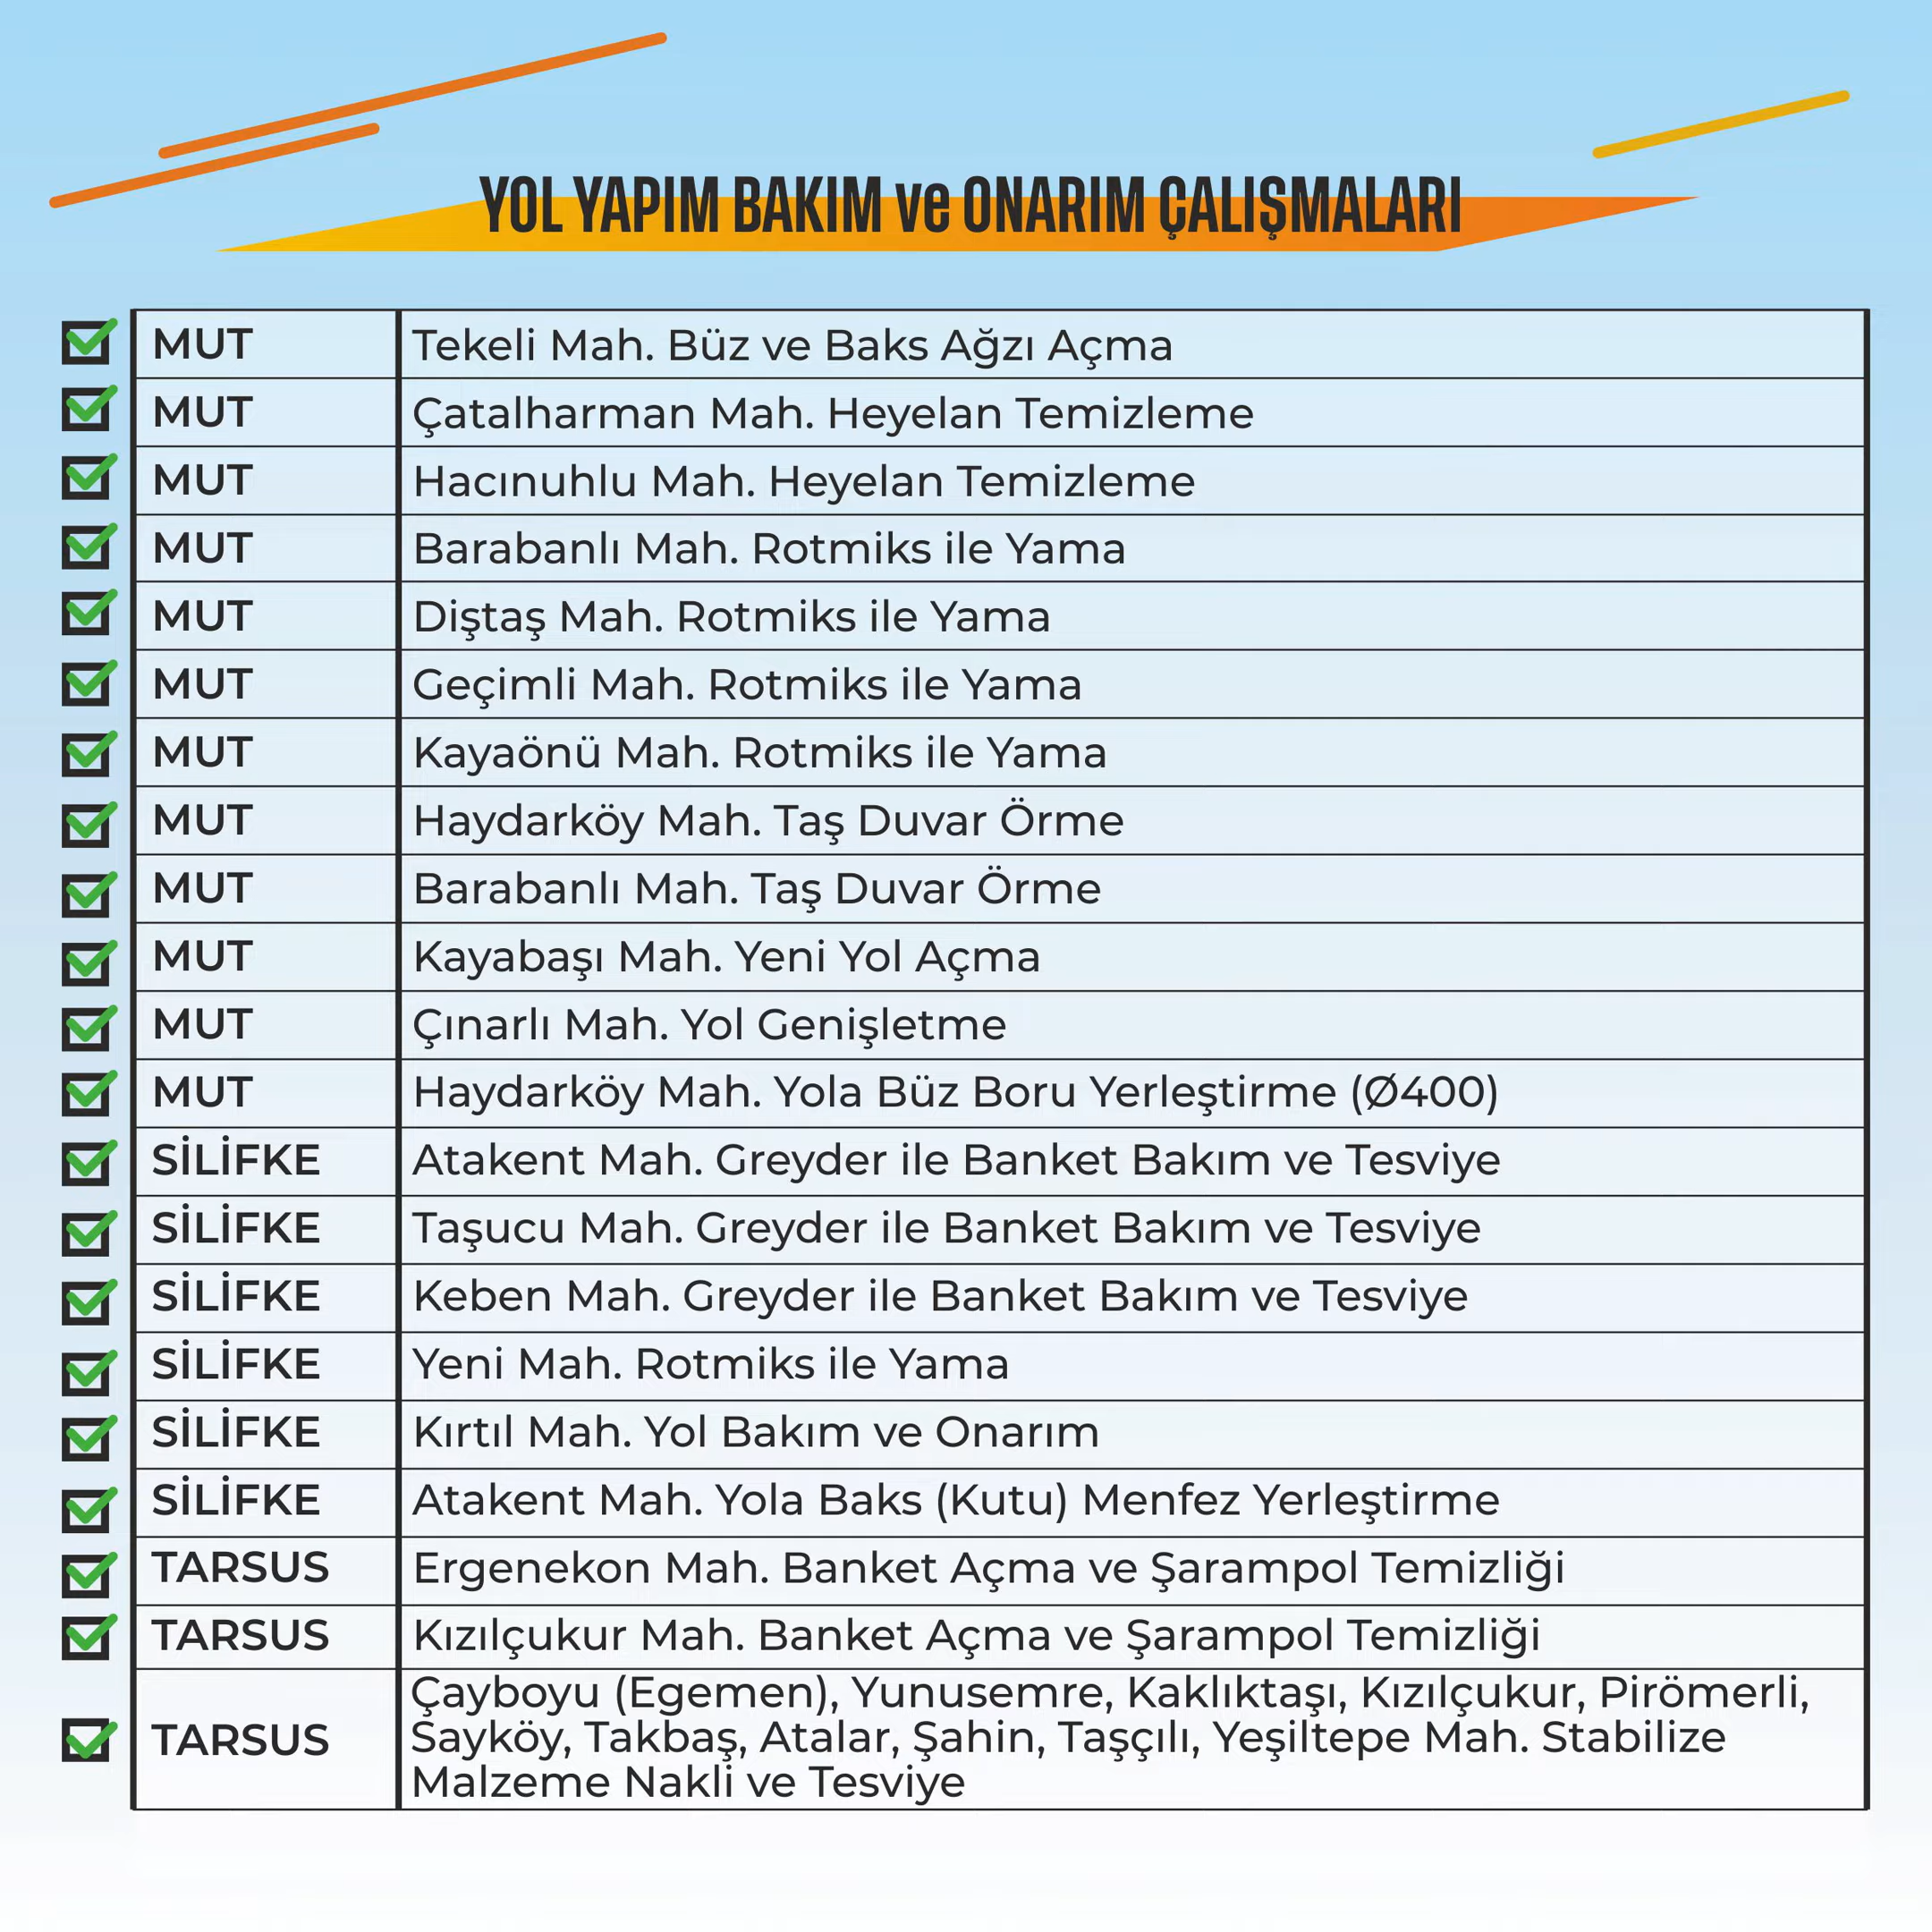 YOL YAPIM BAKIM ve ONARIM ÇALIŞMALARI
MUT Tekeli Mah. Büz ve Baks Ağzı Açma
MUT Çatalharman Mah. Heyelan Temizleme
MUT Hacınuhlu Mah. Heyelan Temizleme
MUT Barabanlı Mah. Rotmiks ile Yama
MUT Diştaş Mah. Rotmiks ile Yama
MUT Geçimli Mah. Rotmiks ile Yama
MUT Kayaönü Mah. Rotmiks ile Yama
MUT Haydarköy Mah. Taş Duvar Örme
MUT Barabanlı Mah. Taş Duvar Örme
MUT Kayabaşı Mah. Yeni Yol Açma
MUT Çınarlı Mah. Yol Genişletme
MUT Haydarköy Mah. Yola Büz Boru Yerleştirme (Ø400)
SİLİFKE Atakent Mah. Greyder ile Banket Bakım ve Tesviye
SİLİFKE Taşucu Mah. Greyder ile Banket Bakım ve Tesviye
SİLİFKE Keben Mah. Greyder ile Banket Bakım ve Tesviye
SİLİFKE Yeni Mah. Rotmiks ile Yama
SİLİFKE Kırtıl Mah. Yol Bakım ve Onarım
SİLİFKE Atakent Mah. Yola Baks (Kutu) Menfez Yerleştirme
TARSUS Ergenekon Mah. Banket Açma ve Şarampol Temizliği
TARSUS Kızılçukur Mah. Banket Açma ve Şarampol Temizliği
TARSUS Çayboyu (Egemen), Yunusemre, Kaklıktaşı, Kızılçukur, Pirömerli,
Sayköy, Takbaş, Atalar, Şahin, Taşçılı, Yeşiltepe Mah. Stabilize
Malzeme Nakli ve Tesviye